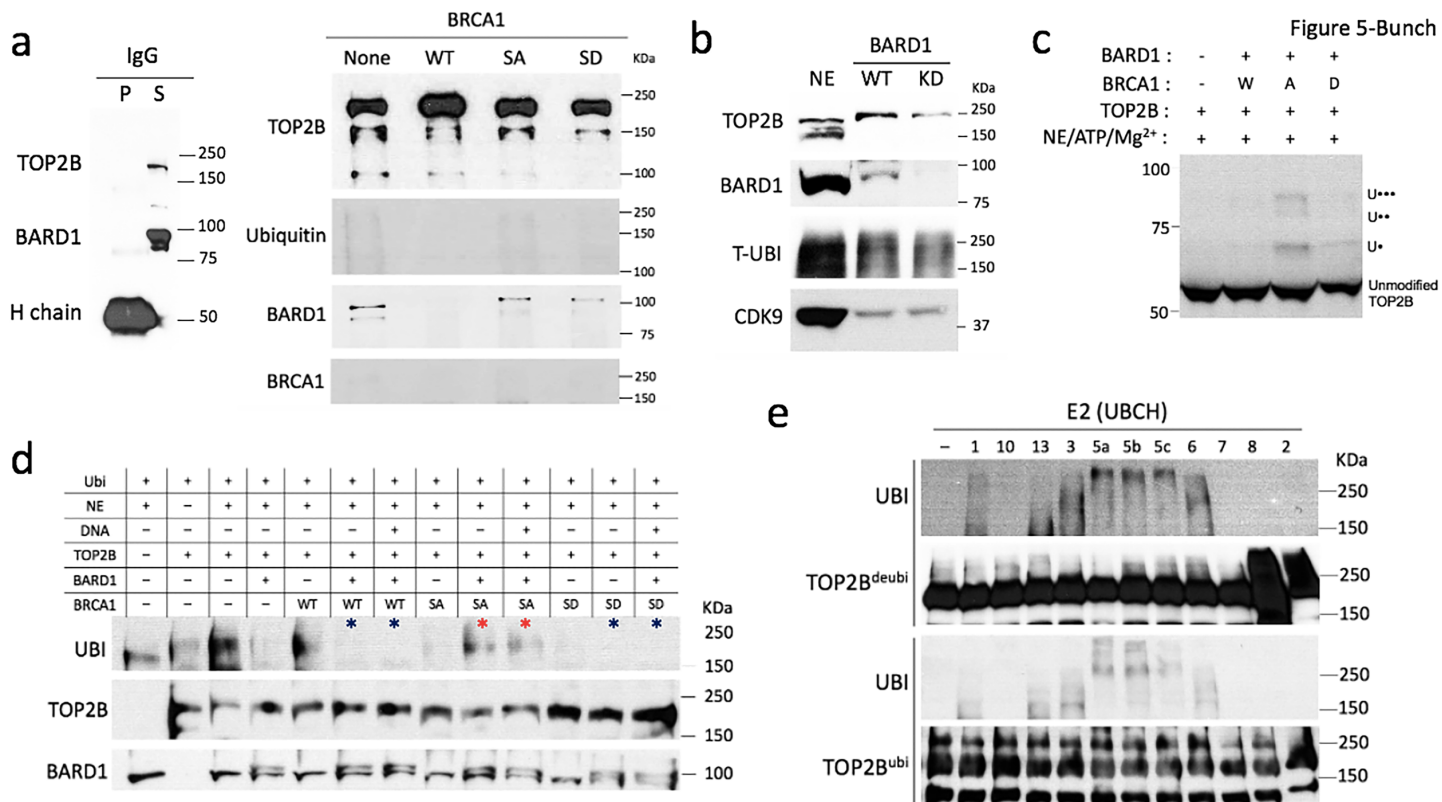 Figure 5-Bunch
a
IgG
P S
TOP2B
BARD1
H chain
250
150
100
75
50
BRCA1
None WT SA SD KDa
TOP2B
250
150
100
Ubiquitin
250
150
100
BARD1
100
75
BRCA1
250
150
b
BARD1
NE WT KD KDa
TOP2B
250
150
BARD1
100
75
T-UBI
250
150
CDK9
37
c
BARD1 : - + + +
BRCA1 : - W A D
TOP2B : + + + +
NE/ATP/Mg²⁺ : + + + +
100
75
50
U•••
U••
U•
Unmodified
TOP2B
d
Ubi + + + + + + + + + + + + +
NE + – + + + + + + + + + + +
DNA – – – – – – + – – + – – +
TOP2B – + + + + + + + + + + + +
BARD1 – – – + – + + – + + – + +
BRCA1 – – – – WT WT WT SA SA SA SD SD SD
* * * * * *
KDa
UBI
250
150
TOP2B
250
150
BARD1
100
e
E2 (UBCH)
– 1 10 13 3 5a 5b 5c 6 7 8 2
KDa
UBI
250
150
TOP2Bᵈᵉᵘᵇⁱ
250
150
UBI
250
150
TOP2Bᵘᵇⁱ
250
150